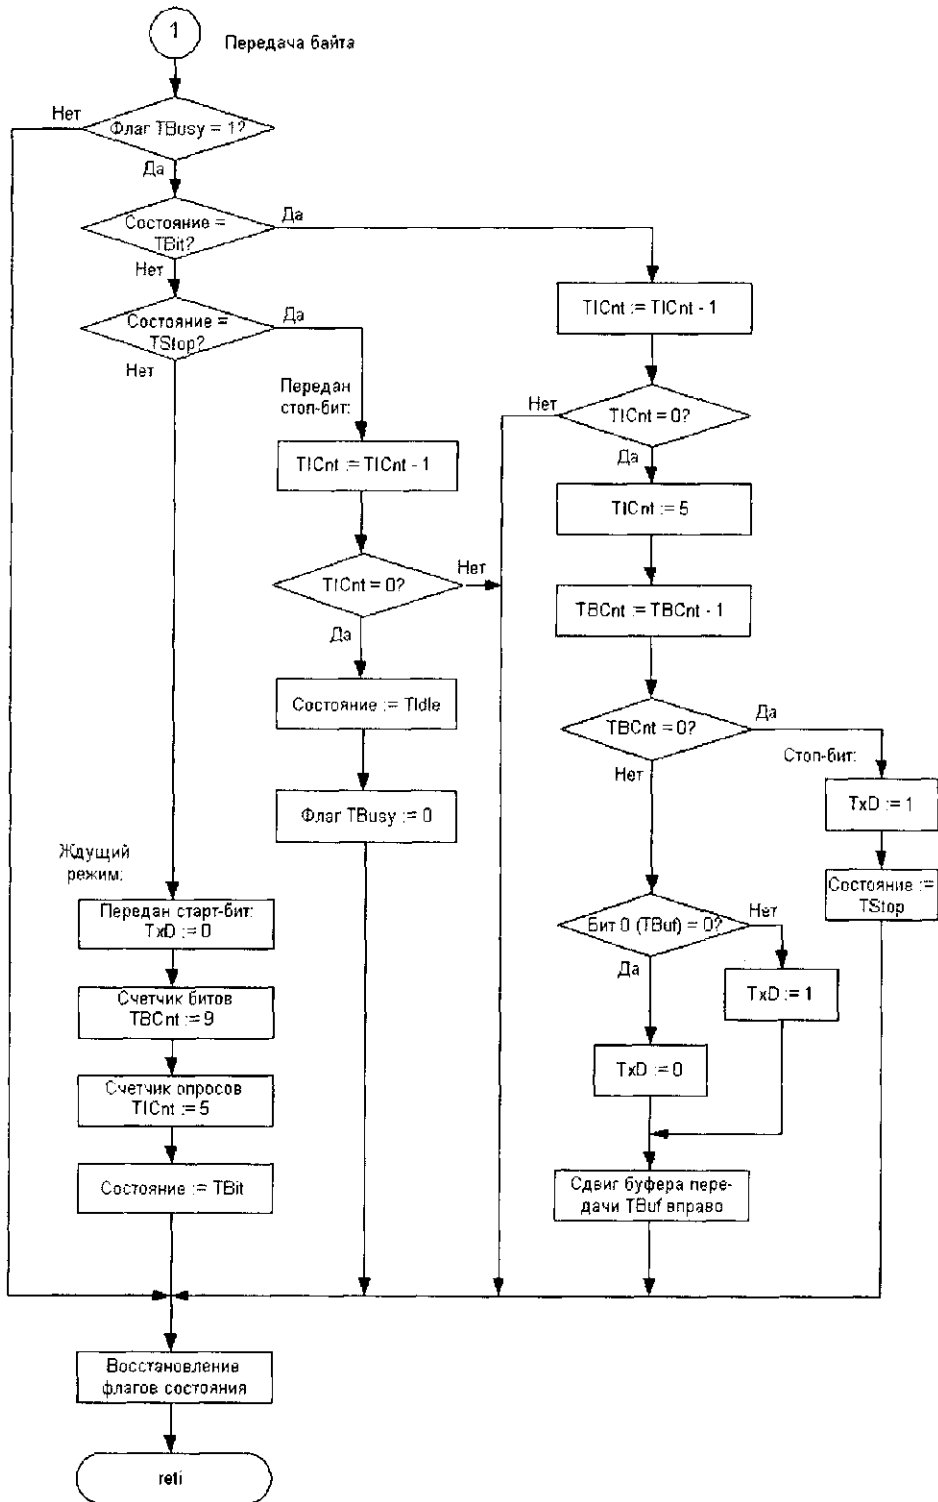 1
Передача байта
Нет
Флаг TBusy = 1?
Да
Состояние =
TBit?
Да
Нет
Состояние =
TStop?
Да
Нет
TICnt := TICnt - 1
Нет
TICnt = 0?
Да
Передан
стоп-бит:
TICnt := TICnt - 1
TICnt := 5
TICnt = 0?
Нет
Да
TBCnt := TBCnt - 1
Состояние := TIdle
TBCnt = 0?
Да
Нет
Стоп-бит:
TxD := 1
Флаг TBusy := 0
Состояние :=
TStop
Ждущий
режим:
Передан старт-бит:
TxD := 0
Бит 0 (TBuf) = 0?
Нет
Да
TxD := 1
Счетчик битов
TBCnt := 9
TxD := 0
Счетчик опросов
TICnt := 5
Состояние := TBit
Сдвиг буфера пере-
дачи TBuf вправо
Восстановление
флагов состояния
reti